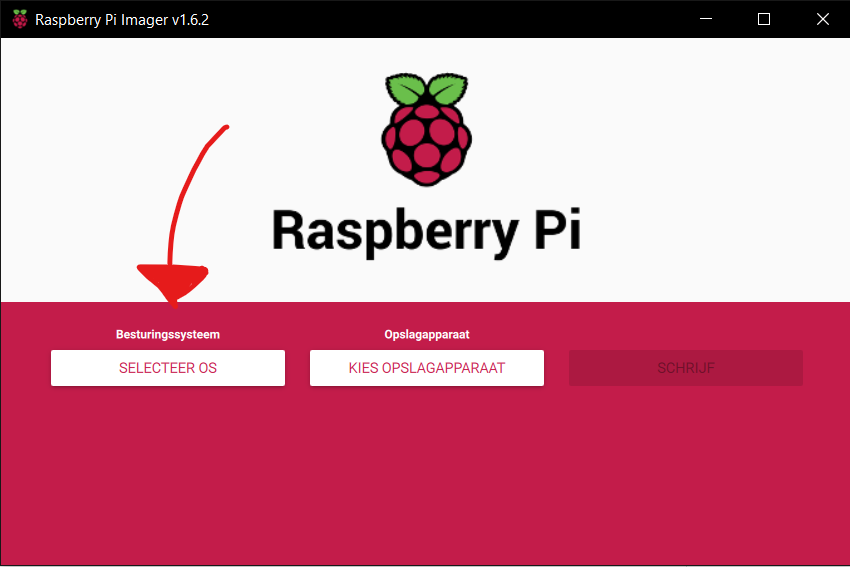 Raspberry Pi Imager v1.6.2
Raspberry Pi
Besturingssysteem
Opslagapparaat
SELECTEER OS
KIES OPSLAGAPPARAAT
SCHRIJF